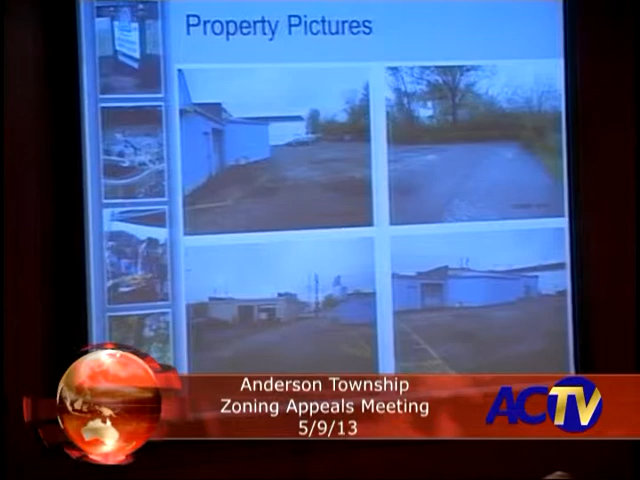 Property Pictures
Anderson Township
Zoning Appeals Meeting
5/9/13
ACTV